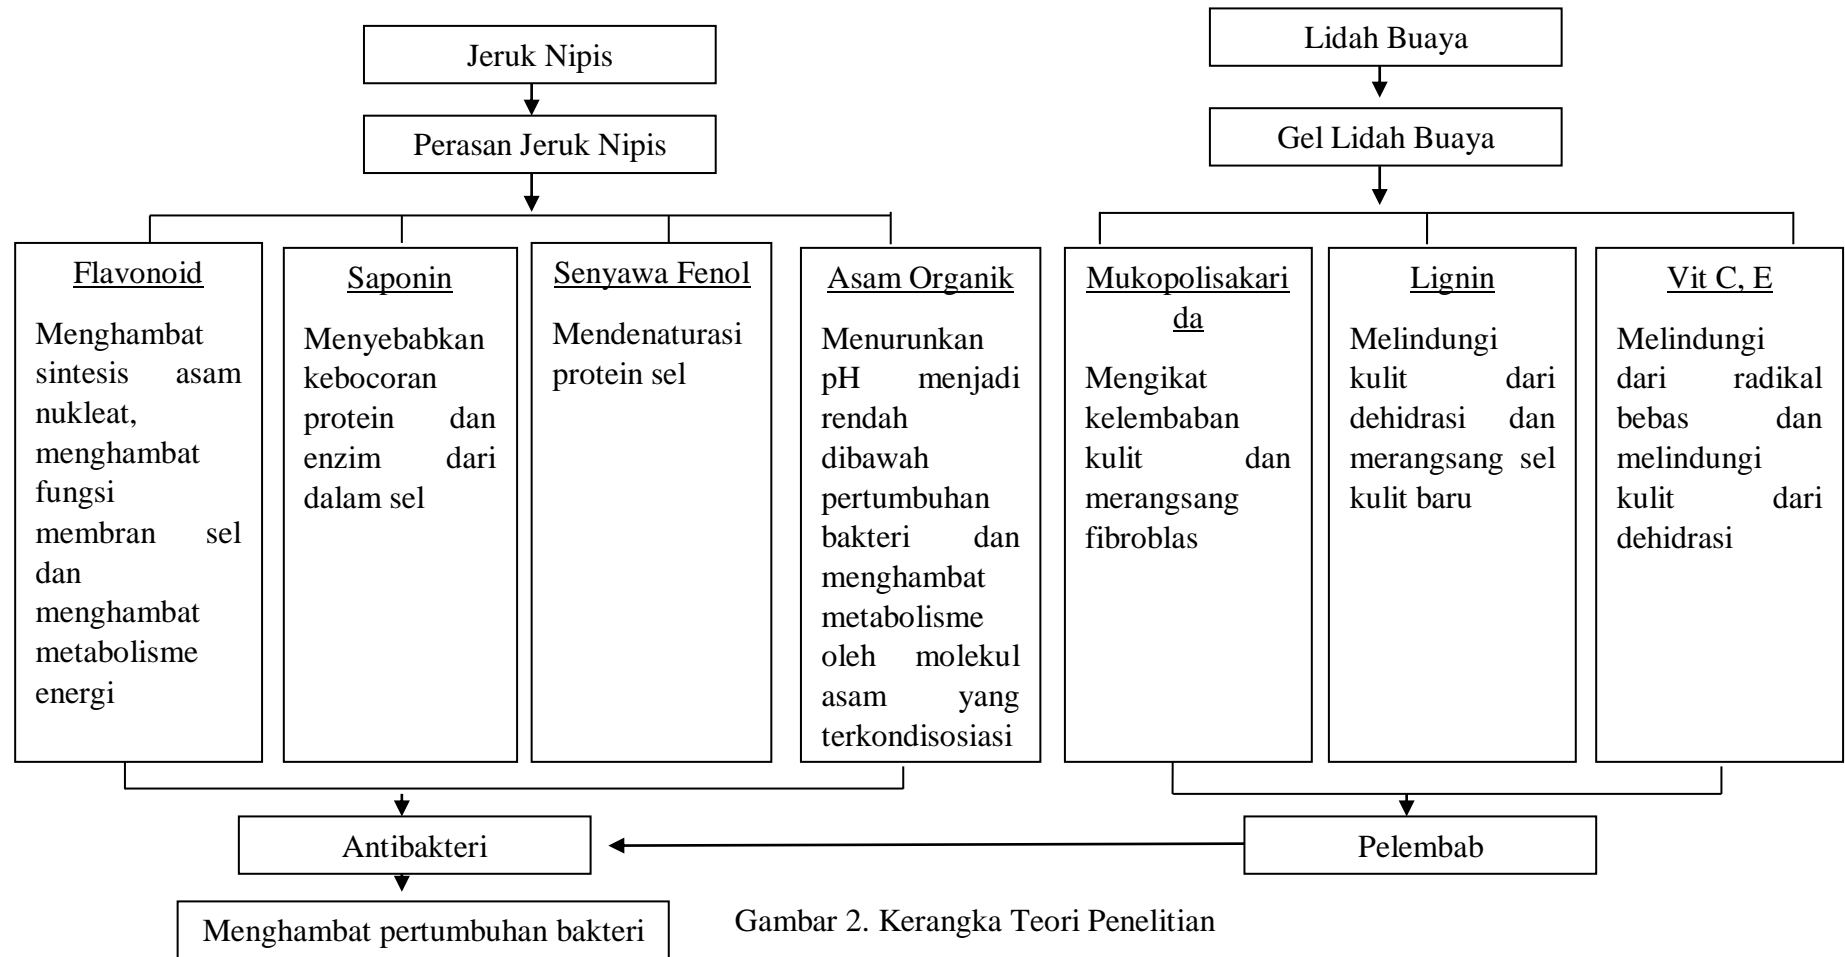 Jeruk Nipis
Perasan Jeruk Nipis
Lidah Buaya
Gel Lidah Buaya
Flavonoid
Menghambat
sintesis asam
nukleat,
menghambat
fungsi
membran sel
dan
menghambat
metabolisme
energi
Saponin
Menyebabkan
kebocoran
protein dan
enzim dari
dalam sel
Senyawa Fenol
Mendenaturasi
protein sel
Asam Organik
Menurunkan
pH menjadi
rendah
dibawah
pertumbuhan
bakteri dan
menghambat
metabolisme
oleh molekul
asam yang
terkondisosiasi
Mukopolisakari
da
Mengikat
kelembaban
kulit dan
merangsang
fibroblas
Lignin
Melindungi
kulit dari
dehidrasi dan
merangsang sel
kulit baru
Vit C, E
Melindungi
dari radikal
bebas dan
melindungi
kulit dari
dehidrasi
Antibakteri
Pelembab
Menghambat pertumbuhan bakteri
Gambar 2. Kerangka Teori Penelitian